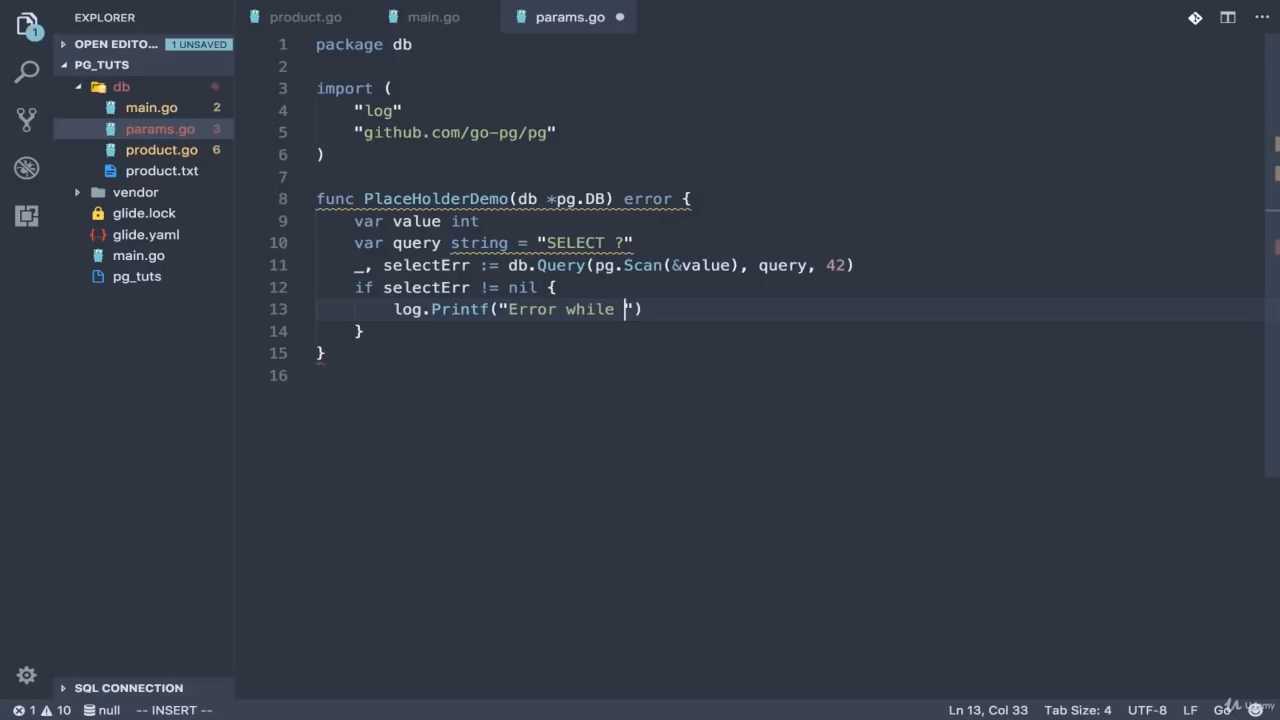 EXPLORER
product.go
main.go
params.go
OPEN EDITO... 1 UNSAVED
PG_TUTS
db
main.go 2
params.go 3
product.go 6
product.txt
vendor
glide.lock
glide.yaml
main.go
pg_tuts
1 package db
2
3 import (
4 "log"
5 "github.com/go-pg/pg"
6 )
7
8 func PlaceHolderDemo(db *pg.DB) error {
9 var value int
10 var query string = "SELECT ?"
11 _, selectErr := db.Query(pg.Scan(&value), query, 42)
12 if selectErr != nil {
13 log.Printf("Error while ")
14 }
15 }
16
SQL CONNECTION
1 10 null -- INSERT -- Ln 13, Col 33 Tab Size: 4 UTF-8 LF Go
Udemy